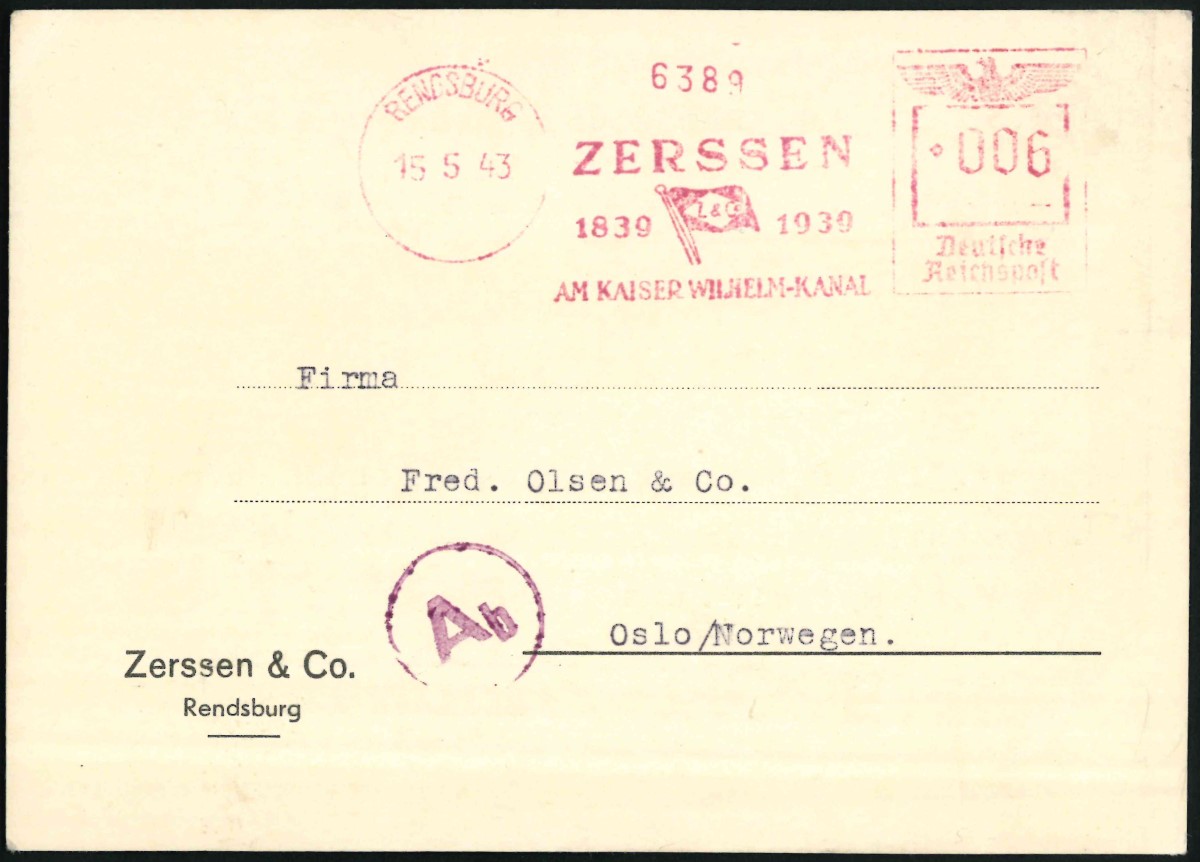 RENDSBURG
15 5 43
6389
ZERSSEN
1839 Z & Co 1939
AM KAISER WILHELM-KANAL
006
Deutsche
Reichspost
Firma
Fred. Olsen & Co.
Ab
Oslo/Norwegen.
Zerssen & Co.
Rendsburg